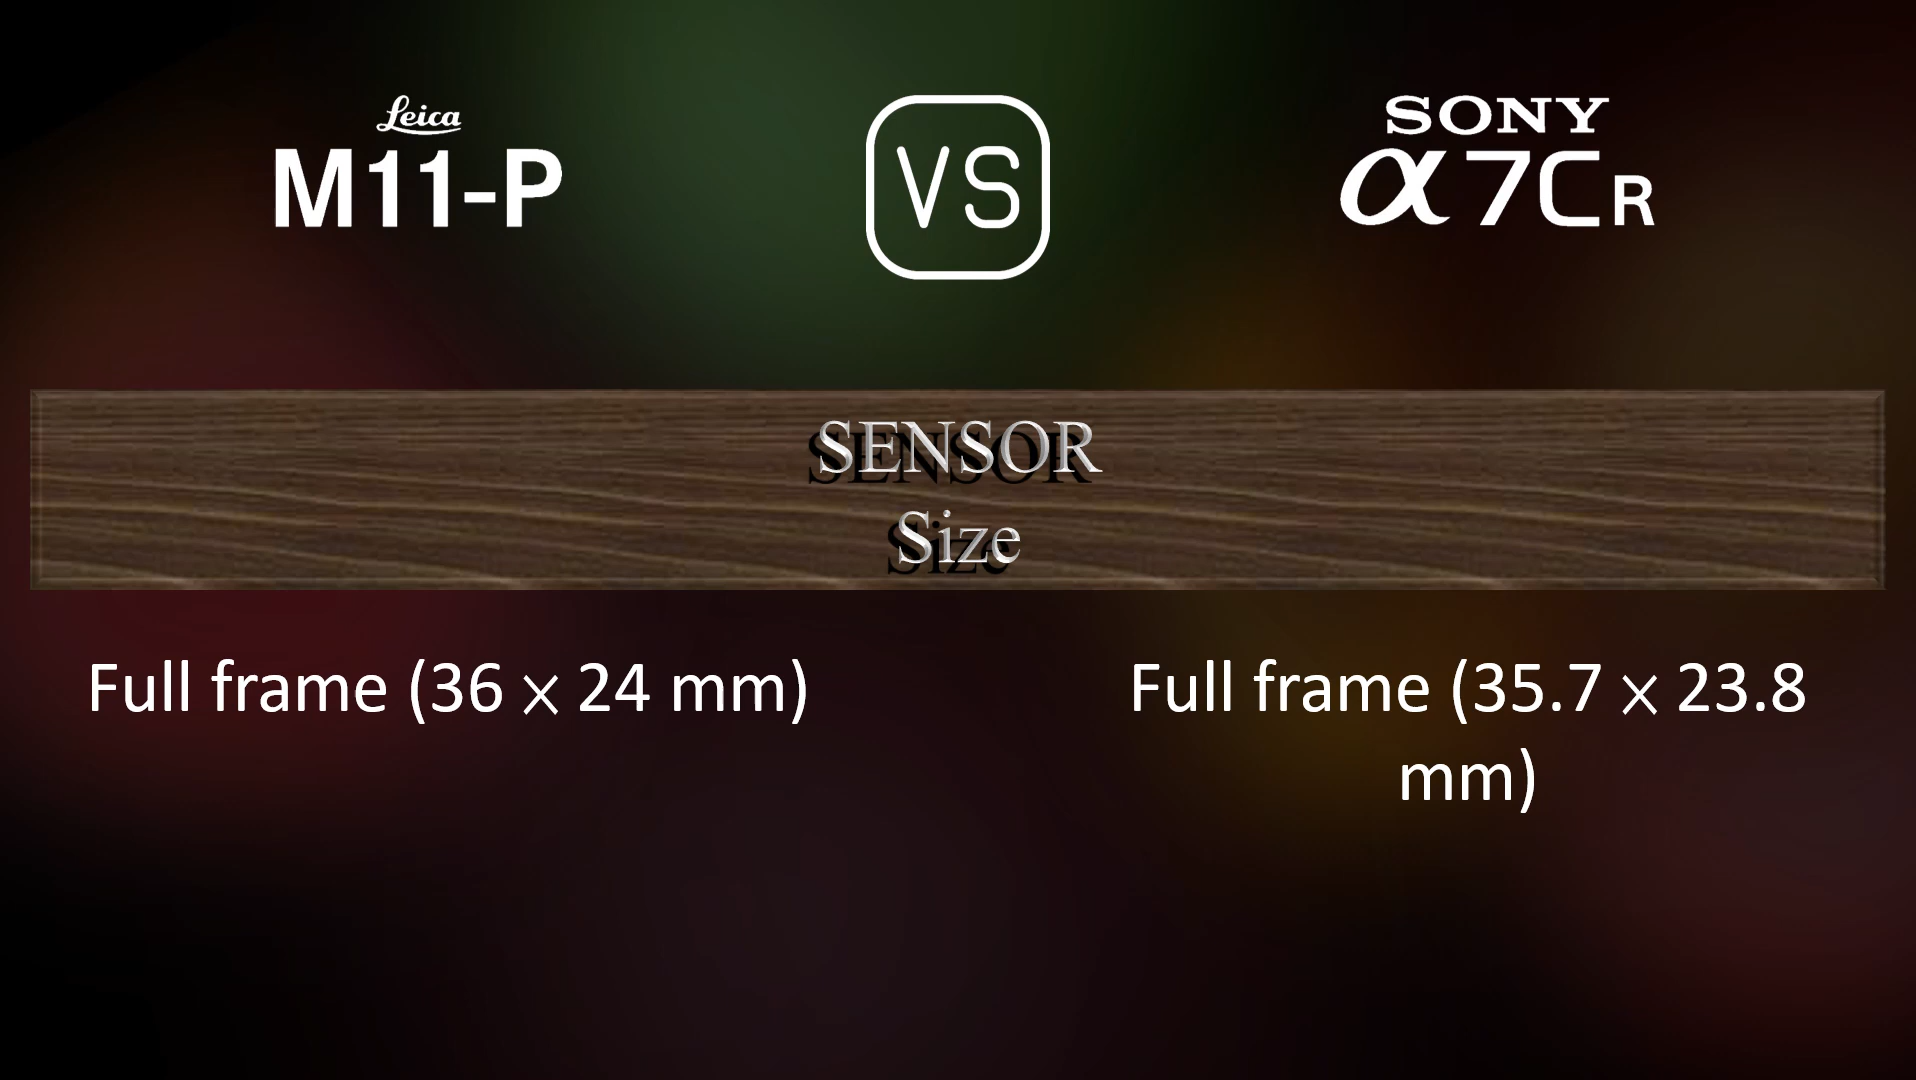 Leica
M11-P
VS
SONY
α7CR
SENSOR
Size
Full frame (36 x 24 mm)
Full frame (35.7 x 23.8
mm)